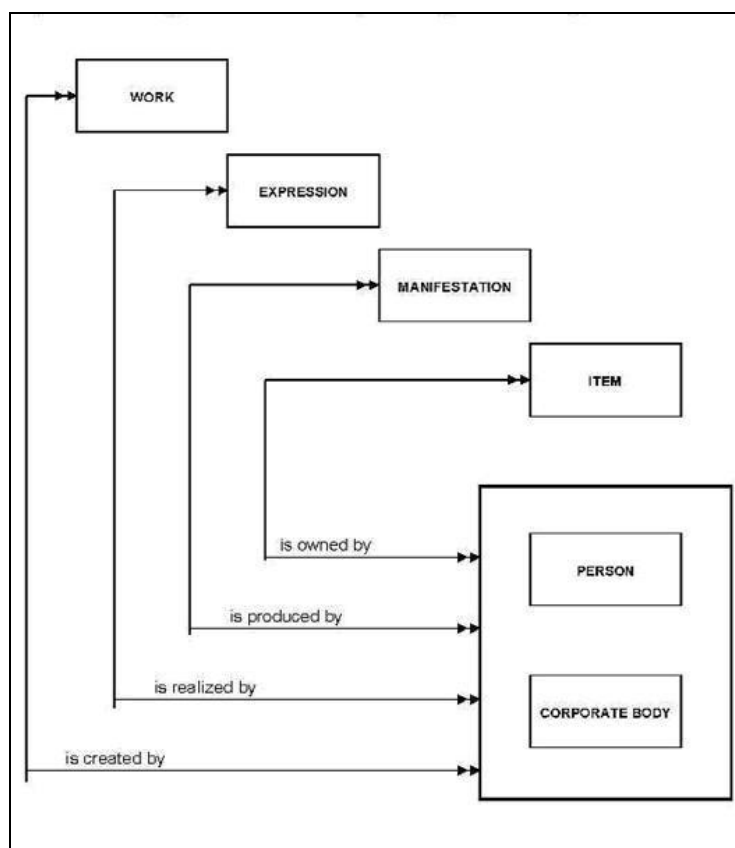 WORK
EXPRESSION
MANIFESTATION
ITEM
is owned by
PERSON
is produced by
is realized by
CORPORATE BODY
is created by